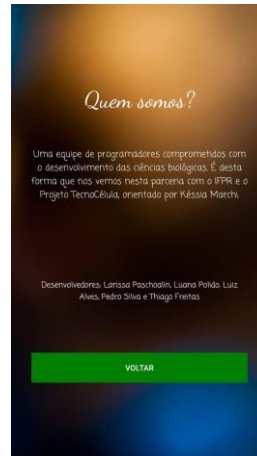 Quem somos?
Uma equipe de programadores comprometidos com
o desenvolvimento das ciências biológicas. É desta
forma que nos vemos nesta parceria com o IFPR e o
Projeto TecnoCélula, orientado por Késsia Marchi.
Desenvolvedores: Larissa Paschoalin, Luana Polido, Luiz
Alves, Pedro Silva e Thiago Freitas
VOLTAR